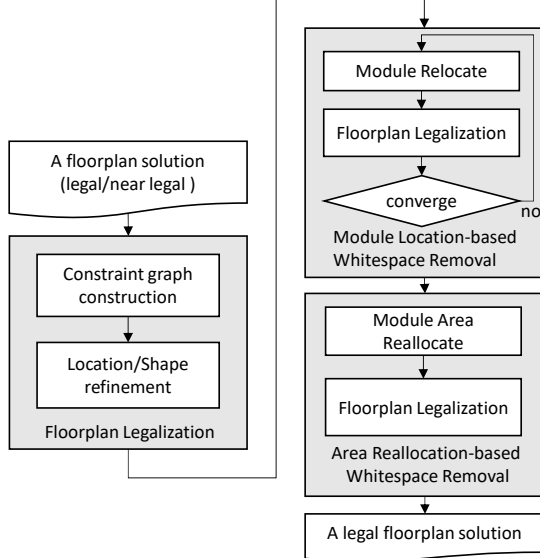 A floorplan solution
(legal/near legal )
Constraint graph
construction
Location/Shape
refinement
Floorplan Legalization
Module Relocate
Floorplan Legalization
converge
no
Module Location-based
Whitespace Removal
Module Area
Reallocate
Floorplan Legalization
Area Reallocation-based
Whitespace Removal
A legal floorplan solution